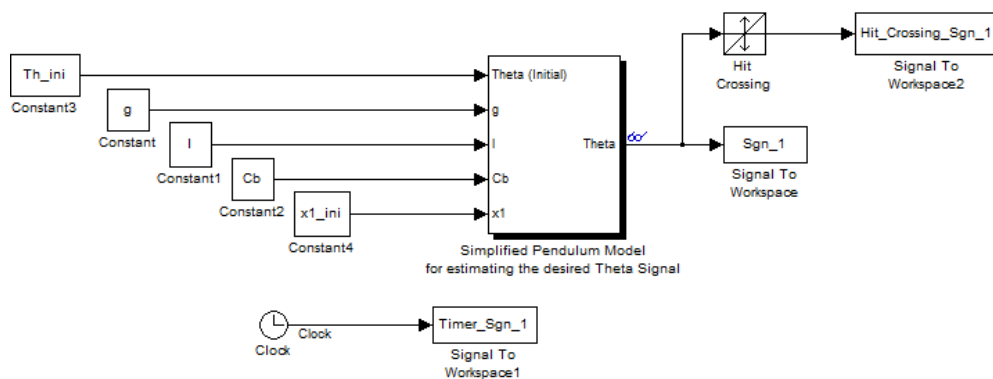 Th_ini
Constant3
g
Constant
l
Constant1
Cb
Constant2
x1_ini
Constant4
Theta (Initial)
g
l
Cb
x1
Theta
Simplified Pendulum Model
for estimating the desired Theta Signal
Hit
Crossing
Hit_Crossing_Sgn_1
Signal To
Workspace2
Sgn_1
Signal To
Workspace
Clock
Clock
Timer_Sgn_1
Signal To
Workspace1